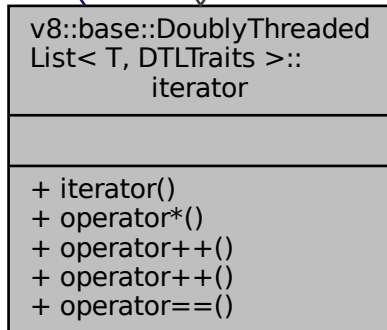 v8::base::DoublyThreaded
List< T, DTLTraits >::
iterator
+ iterator()
+ operator*()
+ operator++()
+ operator++()
+ operator==()